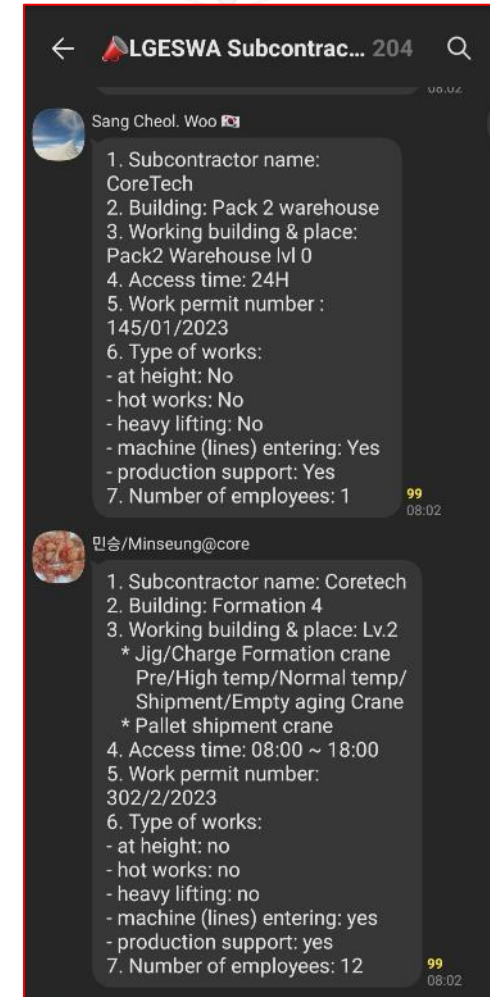 LGESWA Subcontrac... 204
08:02
Sang Cheol. Woo 🇰🇷
1. Subcontractor name:
CoreTech
2. Building: Pack 2 warehouse
3. Working building & place:
Pack2 Warehouse lvl 0
4. Access time: 24H
5. Work permit number :
145/01/2023
6. Type of works:
- at height: No
- hot works: No
- heavy lifting: No
- machine (lines) entering: Yes
- production support: Yes
7. Number of employees: 1
99
08:02
민승/Minseung@core
1. Subcontractor name: Coretech
2. Building: Formation 4
3. Working building & place: Lv.2
* Jig/Charge Formation crane
Pre/High temp/Normal temp/
Shipment/Empty aging Crane
* Pallet shipment crane
4. Access time: 08:00 ~ 18:00
5. Work permit number:
302/2/2023
6. Type of works:
- at height: no
- hot works: no
- heavy lifting: no
- machine (lines) entering: yes
- production support: yes
7. Number of employees: 12
99
08:02